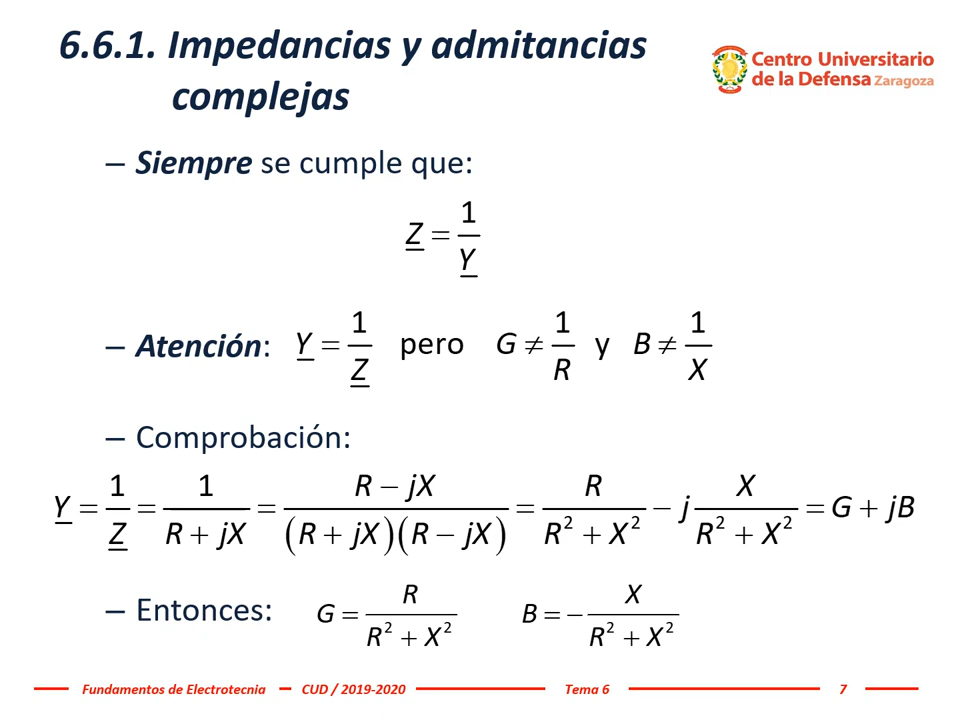 6.6.1. Impedancias y admitancias
complejas
Centro Universitario
de la Defensa Zaragoza
– Siempre se cumple que:
Z = 1/Y
– Atención: Y = 1/Z pero G ≠ 1/R y B ≠ 1/X
– Comprobación:
Y = 1/Z = 1/(R + jX) = (R − jX)/((R + jX)(R − jX)) = R/(R² + X²) − j X/(R² + X²) = G + jB
– Entonces: G = R/(R² + X²) B = − X/(R² + X²)
Fundamentos de Electrotecnia CUD / 2019-2020 Tema 6 7